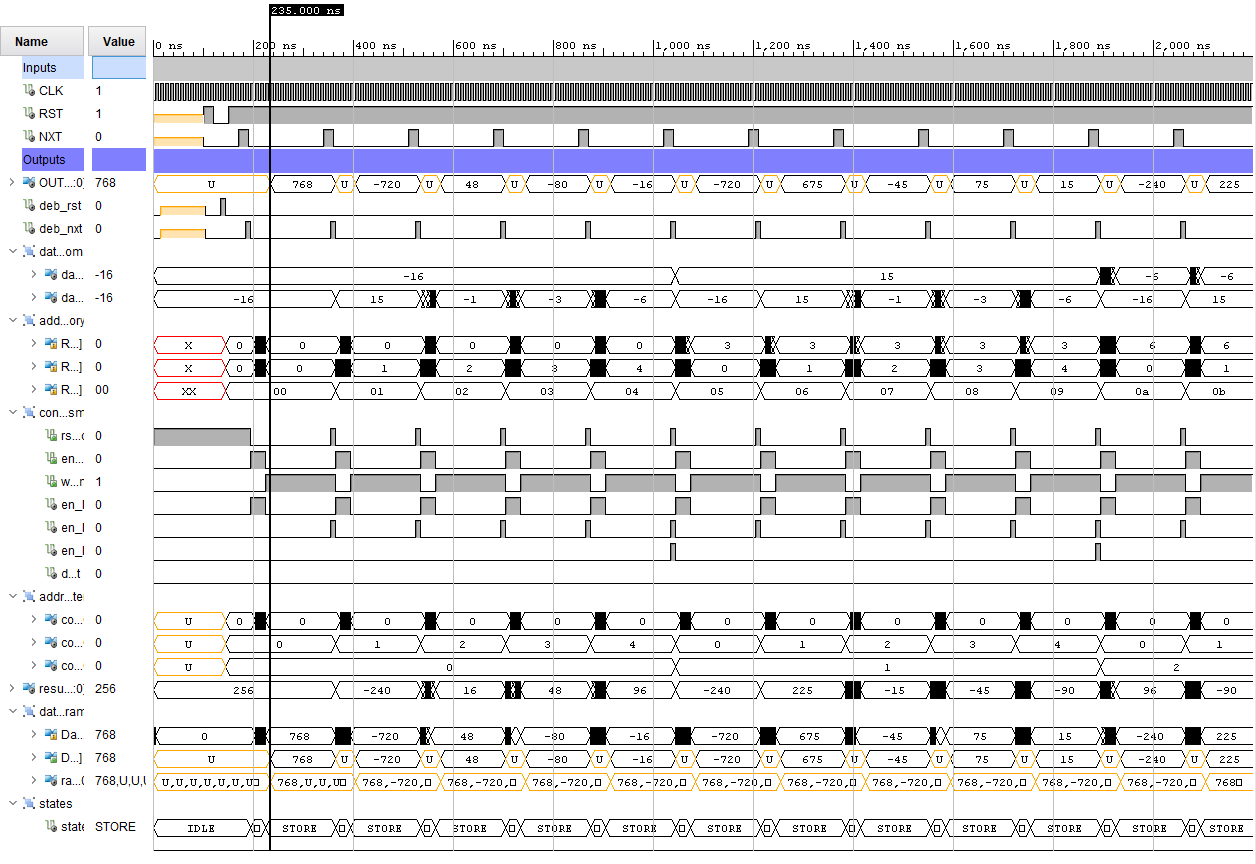 235.000 ns
Name Value 0 ns 200 ns 400 ns 600 ns 800 ns 1,000 ns 1,200 ns 1,400 ns 1,600 ns 1,800 ns 2,000 ns
Inputs
CLK 1
RST 1
NXT 0
Outputs
OUT...:0] 768 U 768 U -720 U 48 U -80 U -16 U -720 U 675 U -45 U 75 U 15 U -240 U 225
deb_rst 0
deb_nxt 0
dat...om
da... -16 -16 15 -6 -6
da... -16 -16 15 -1 -3 -6 -16 15 -1 -3 -6 -16 15
add...ory
R...] 0 X 0 0 0 0 0 0 3 3 3 3 3 6 6
R...] 0 X 0 0 1 2 3 4 0 1 2 3 4 0 1
R...] 00 XX 00 01 02 03 04 05 06 07 08 09 0a 0b
con...sm
rs... 0
en... 0
w... 1
en_l 0
en_l 0
en_l 0
d...t 0
addr...te
co... 0 U 0 0 0 0 0 0 0 0 0 0 0 0 0
co... 0 U 0 1 2 3 4 0 1 2 3 4 0 1
co... 0 U 0 1 2
resu...:0] 256 256 -240 16 48 96 -240 225 -15 -45 -90 96 -90
dat...ram
Da... 768 0 768 -720 48 -80 -16 -720 675 -45 75 15 -240 225
D...] 768 U 768 U -720 U 48 U -80 U -16 U -720 U 675 U -45 U 75 U 15 U -240 U 225
ra... 768,U,U,U U,U,U,U,U,U 768,U,U,U 768,-720, 768,-720, 768,-720, 768,-720, 768,-720, 768,-720, 768,-720, 768,-720, 768,-720, 768,-720, 768
states
state STORE IDLE STORE STORE STORE STORE STORE STORE STORE STORE STORE STORE STORE STORE